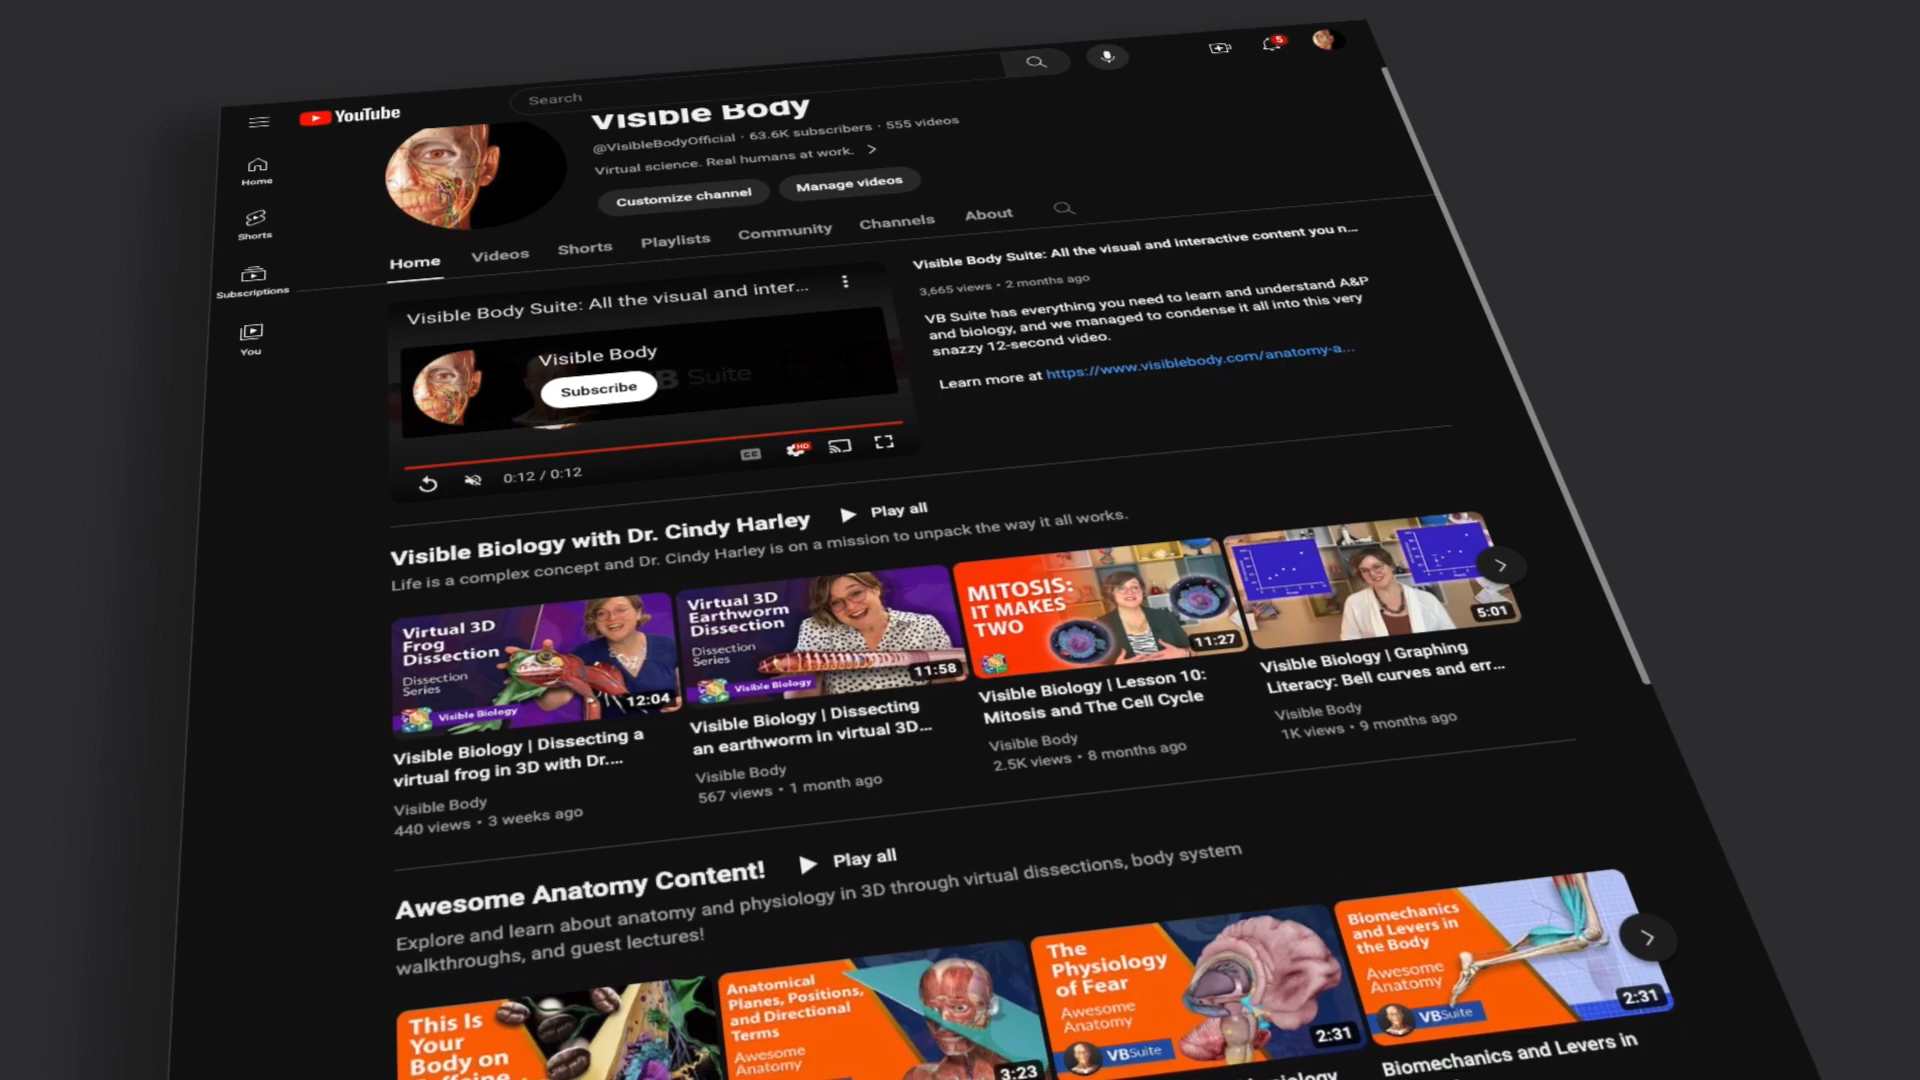 YouTube
Search
5
Home
Shorts
Subscriptions
You
Visible Body
@VisibleBodyOfficial · 63.6K subscribers · 555 videos
Virtual science. Real humans at work. >
Customize channel
Manage videos
Home Videos Shorts Playlists Community Channels About
Visible Body Suite: All the visual and inter...
Visible Body
Subscribe
VB Suite
0:12 / 0:12
CC
HD
Visible Body Suite: All the visual and interactive content you n...
3,665 views • 2 months ago
VB Suite has everything you need to learn and understand A&P
and biology, and we managed to condense it all into this very
snazzy 12-second video.
Learn more at https://www.visiblebody.com/anatomy-a...
Visible Biology with Dr. Cindy Harley
Play all
Life is a complex concept and Dr. Cindy Harley is on a mission to unpack the way it all works.
Virtual 3D
Frog
Dissection
Dissection
Series
Visible Biology
12:04
Visible Biology | Dissecting a
virtual frog in 3D with Dr....
Visible Body
440 views • 3 weeks ago
Virtual 3D
Earthworm
Dissection
Dissection
Series
Visible Biology
11:58
Visible Biology | Dissecting
an earthworm in virtual 3D...
Visible Body
567 views • 1 month ago
MITOSIS:
IT MAKES
TWO
11:27
Visible Biology | Lesson 10:
Mitosis and The Cell Cycle
Visible Body
2.5K views • 8 months ago
5:01
Visible Biology | Graphing
Literacy: Bell curves and err...
Visible Body
1K views • 9 months ago
Awesome Anatomy Content!
Play all
Explore and learn about anatomy and physiology in 3D through virtual dissections, body system
walkthroughs, and guest lectures!
This Is
Your
Body on
Caffeine
Anatomical
Planes, Positions,
and Directional
Terms
Awesome
Anatomy
3:23
The
Physiology
of Fear
Awesome
Anatomy
VBSuite
2:31
Biomechanics
and Levers in
the Body
Awesome
Anatomy
VBSuite
2:31
Biomechanics and Levers in